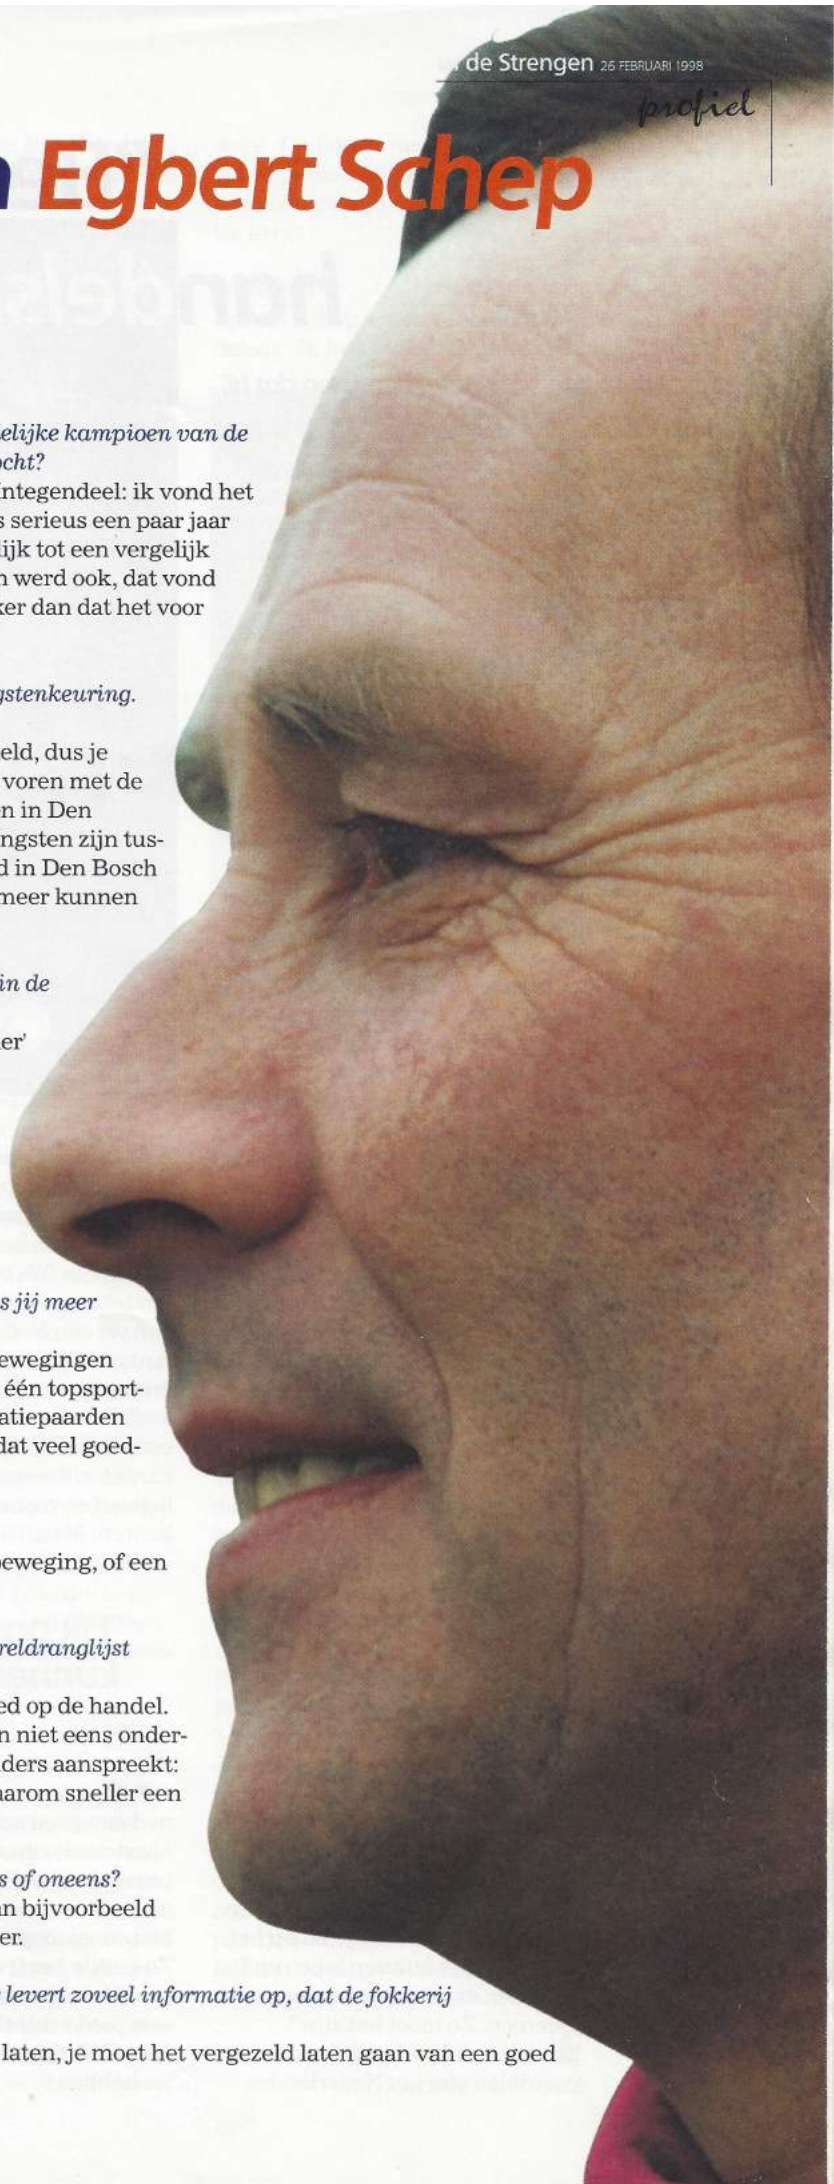 de Strengen 26 FEBRUARI 1998
profiel
Egbert Schep
elijke kampioen van de
ocht?
Integendeel: ik vond het
s serieus een paar jaar
lijk tot een vergelijk
n werd ook, dat vond
ker dan dat het voor
gstenkeuring.
eld, dus je
voren met de
n in Den
ngsten zijn tus-
d in Den Bosch
meer kunnen
in de
er'
s jij meer
ewegingen
één topsport-
atiepaarden
dat veel goed-
beweging, of een
reldranglijst
ed op de handel.
n niet eens onder-
ders aanspreekt:
aarom sneller een
s of oneens?
an bijvoorbeeld
er.
levert zoveel informatie op, dat de fokkerij
laten, je moet het vergezeld laten gaan van een goed